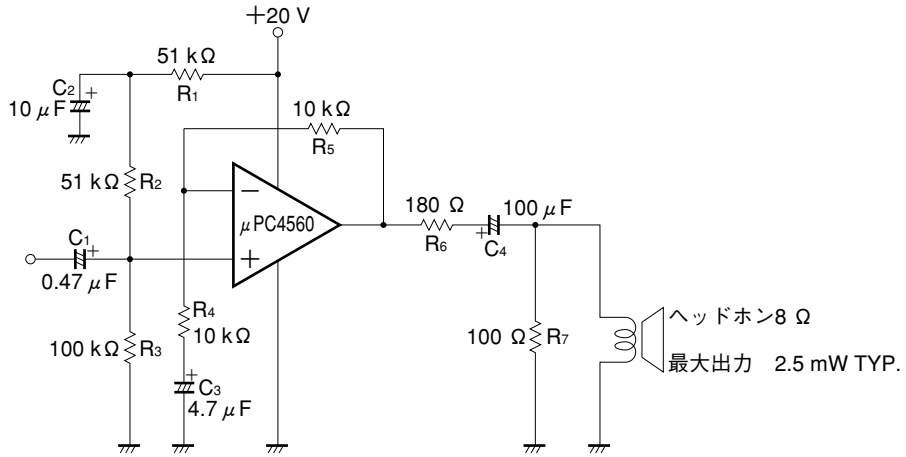 +20 V
51 kΩ
R1
C2
+
10 μF
10 kΩ
R5
51 kΩ
R2
−
μPC4560
+
180 Ω
R6
+
100 μF
C4
C1
+
0.47 μF
R4
10 kΩ
100 kΩ
R3
+
C3
4.7 μF
100 Ω
R7
ヘッドホン8 Ω
最大出力 2.5 mW TYP.